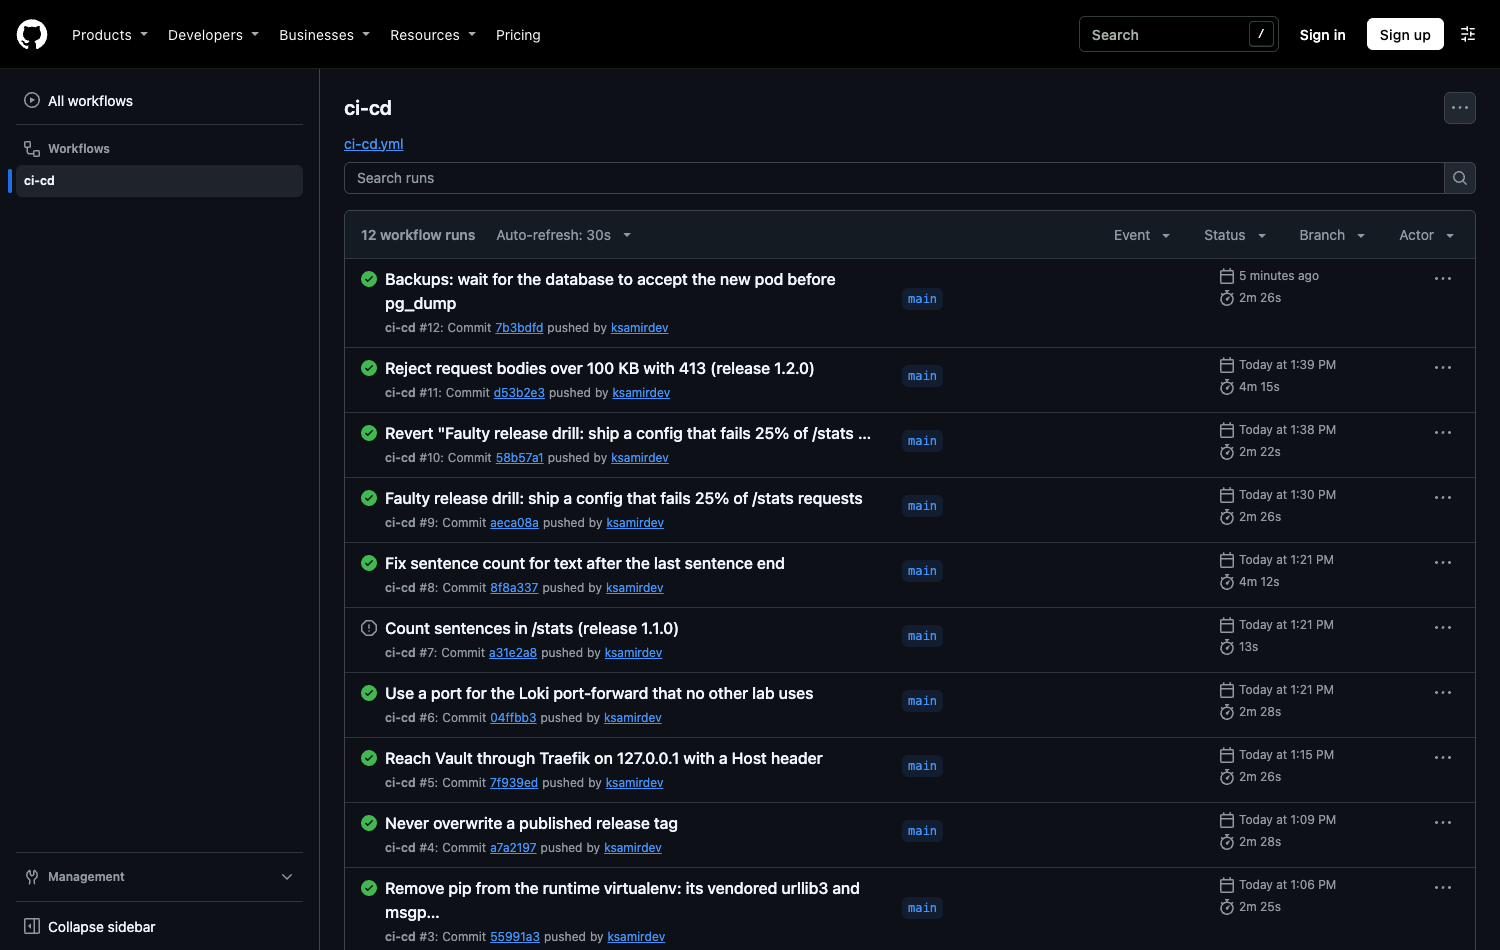 Products Developers Businesses Resources Pricing Search / Sign in Sign up
All workflows
Workflows
ci-cd
Management
Collapse sidebar
ci-cd
ci-cd.yml
Search runs
12 workflow runs Auto-refresh: 30s Event Status Branch Actor
Backups: wait for the database to accept the new pod before
pg_dump
ci-cd #12: Commit 7b3bdfd pushed by ksamirdev
main
5 minutes ago
2m 26s
Reject request bodies over 100 KB with 413 (release 1.2.0)
ci-cd #11: Commit d53b2e3 pushed by ksamirdev
main
Today at 1:39 PM
4m 15s
Revert "Faulty release drill: ship a config that fails 25% of /stats ...
ci-cd #10: Commit 58b57a1 pushed by ksamirdev
main
Today at 1:38 PM
2m 22s
Faulty release drill: ship a config that fails 25% of /stats requests
ci-cd #9: Commit aeca08a pushed by ksamirdev
main
Today at 1:30 PM
2m 26s
Fix sentence count for text after the last sentence end
ci-cd #8: Commit 8f8a337 pushed by ksamirdev
main
Today at 1:21 PM
4m 12s
Count sentences in /stats (release 1.1.0)
ci-cd #7: Commit a31e2a8 pushed by ksamirdev
main
Today at 1:21 PM
13s
Use a port for the Loki port-forward that no other lab uses
ci-cd #6: Commit 04ffbb3 pushed by ksamirdev
main
Today at 1:21 PM
2m 28s
Reach Vault through Traefik on 127.0.0.1 with a Host header
ci-cd #5: Commit 7f939ed pushed by ksamirdev
main
Today at 1:15 PM
2m 26s
Never overwrite a published release tag
ci-cd #4: Commit a7a2197 pushed by ksamirdev
main
Today at 1:09 PM
2m 28s
Remove pip from the runtime virtualenv: its vendored urllib3 and
msgp...
ci-cd #3: Commit 55991a3 pushed by ksamirdev
main
Today at 1:06 PM
2m 25s